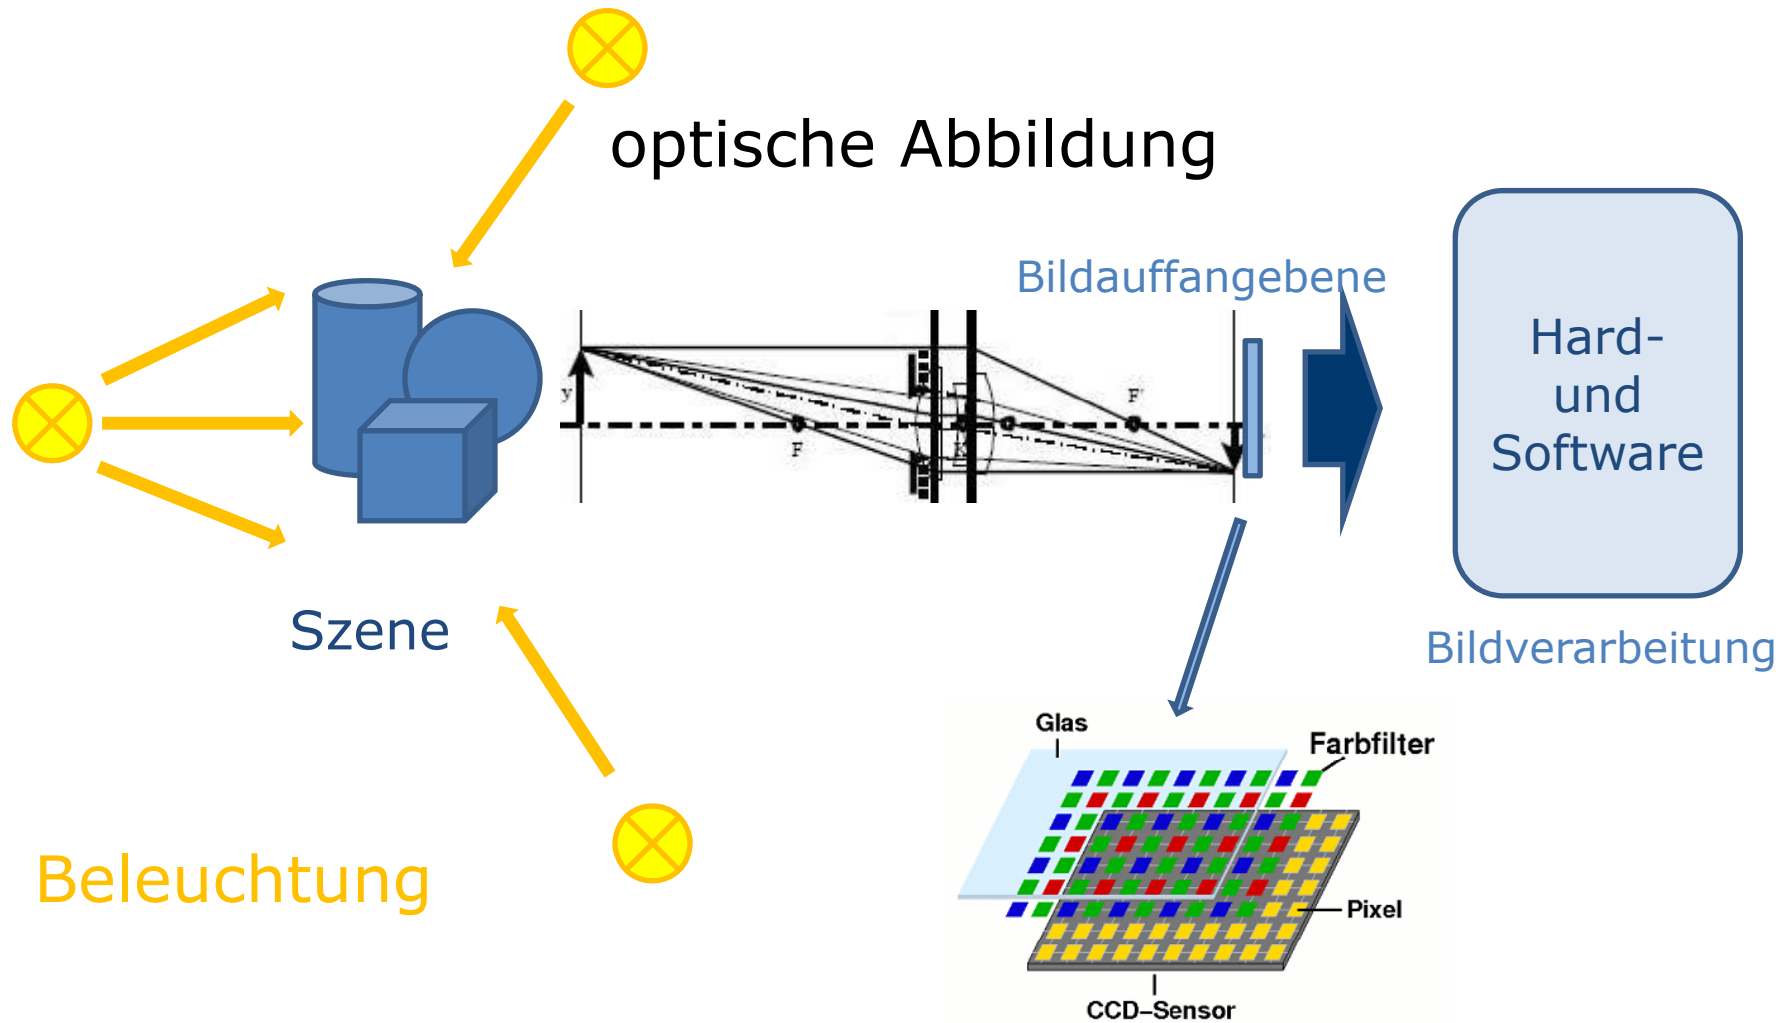 optische Abbildung
Bildauffangebene
Hard-
und
Software
y
F
K
F'
Szene
Bildverarbeitung
Glas
Farbfilter
Beleuchtung
Pixel
CCD-Sensor